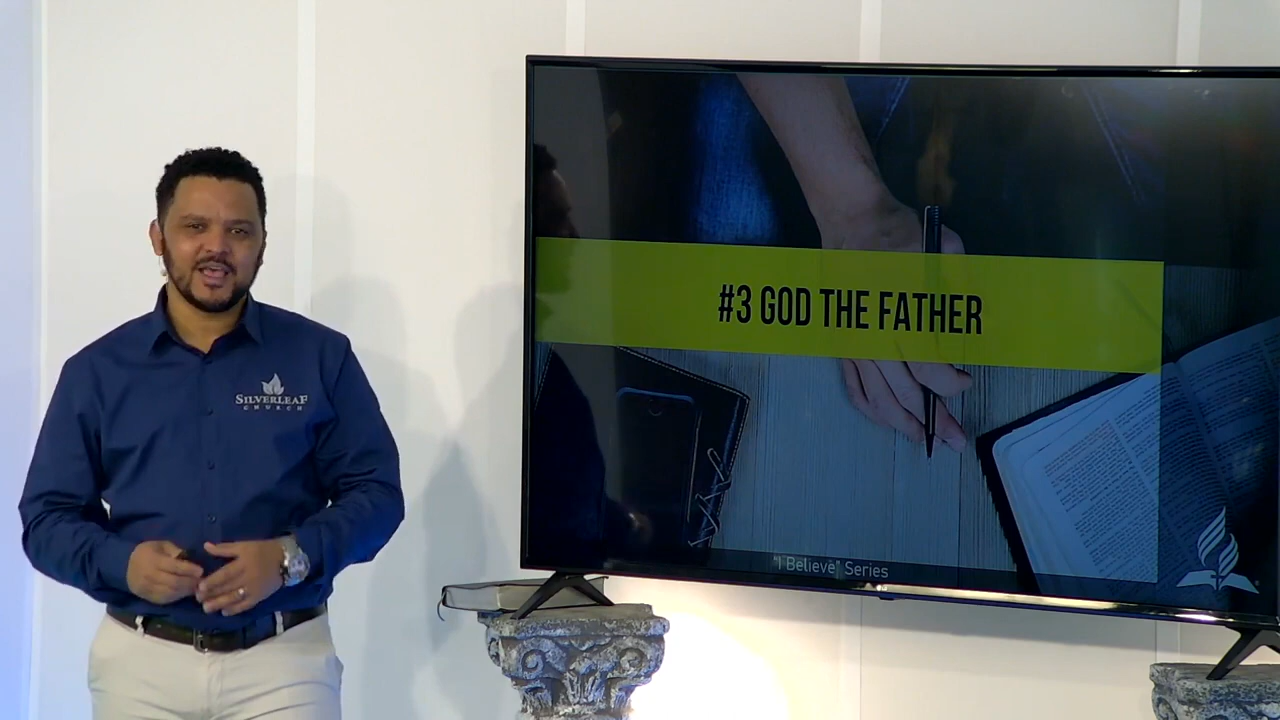 SILVERLEAF
CHURCH
#3 GOD THE FATHER
"I Believe" Series